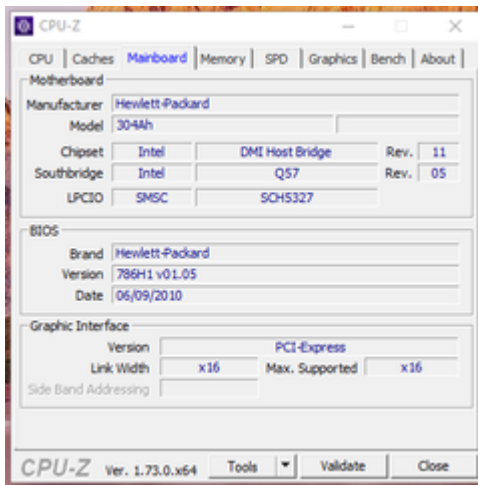 CPU-Z
CPU Caches Mainboard Memory SPD Graphics Bench About
Motherboard
Manufacturer Hewlett-Packard
Model 304Ah
Chipset Intel DMI Host Bridge Rev. 11
Southbridge Intel Q57 Rev. 05
LPCIO SMSC SCH5327
BIOS
Brand Hewlett-Packard
Version 786H1 v01.05
Date 06/09/2010
Graphic Interface
Version PCI-Express
Link Width x16 Max. Supported x16
Side Band Addressing
CPU-Z Ver. 1.73.0.x64 Tools Validate Close